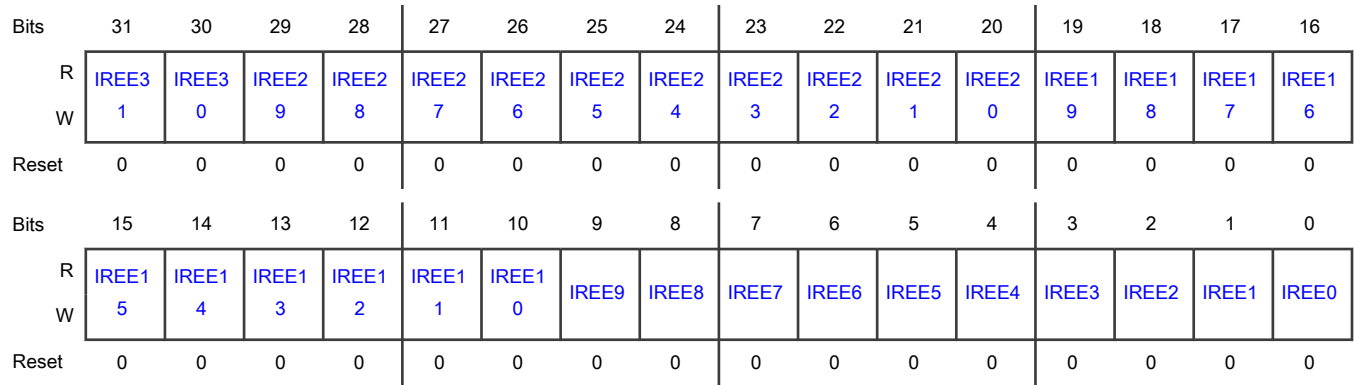 Bits 31 30 29 28 27 26 25 24 23 22 21 20 19 18 17 16
R IREE3 IREE3 IREE2 IREE2 IREE2 IREE2 IREE2 IREE2 IREE2 IREE2 IREE2 IREE2 IREE1 IREE1 IREE1 IREE1
W 1 0 9 8 7 6 5 4 3 2 1 0 9 8 7 6
Reset 0 0 0 0 0 0 0 0 0 0 0 0 0 0 0 0
Bits 15 14 13 12 11 10 9 8 7 6 5 4 3 2 1 0
R IREE1 IREE1 IREE1 IREE1 IREE1 IREE1 IREE9 IREE8 IREE7 IREE6 IREE5 IREE4 IREE3 IREE2 IREE1 IREE0
W 5 4 3 2 1 0
Reset 0 0 0 0 0 0 0 0 0 0 0 0 0 0 0 0